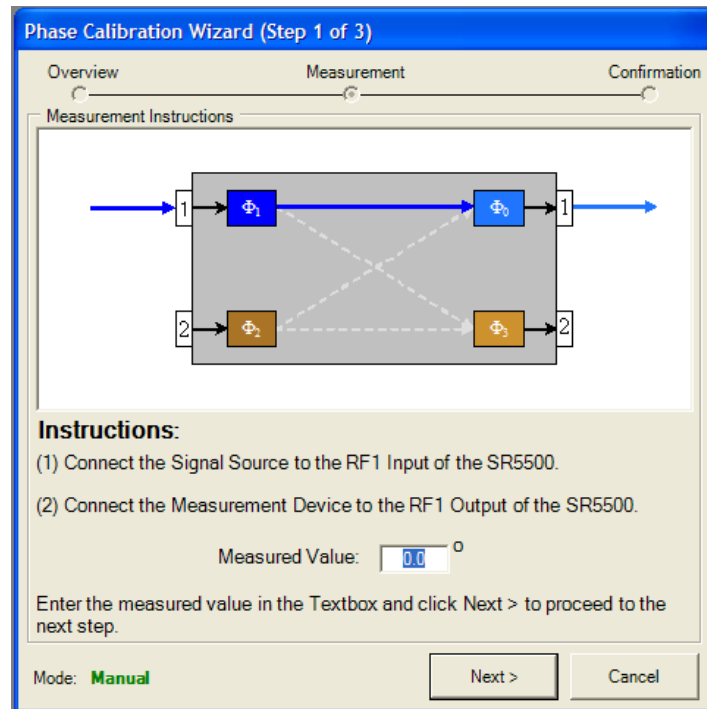 Phase Calibration Wizard (Step 1 of 3)
Overview Measurement Confirmation
Measurement Instructions
1 Φ1 Φ0 1
2 Φ2 Φ3 2
Instructions:
(1) Connect the Signal Source to the RF1 Input of the SR5500.
(2) Connect the Measurement Device to the RF1 Output of the SR5500.
Measured Value: 0.0 o
Enter the measured value in the Textbox and click Next > to proceed to the
next step.
Mode: Manual Next > Cancel